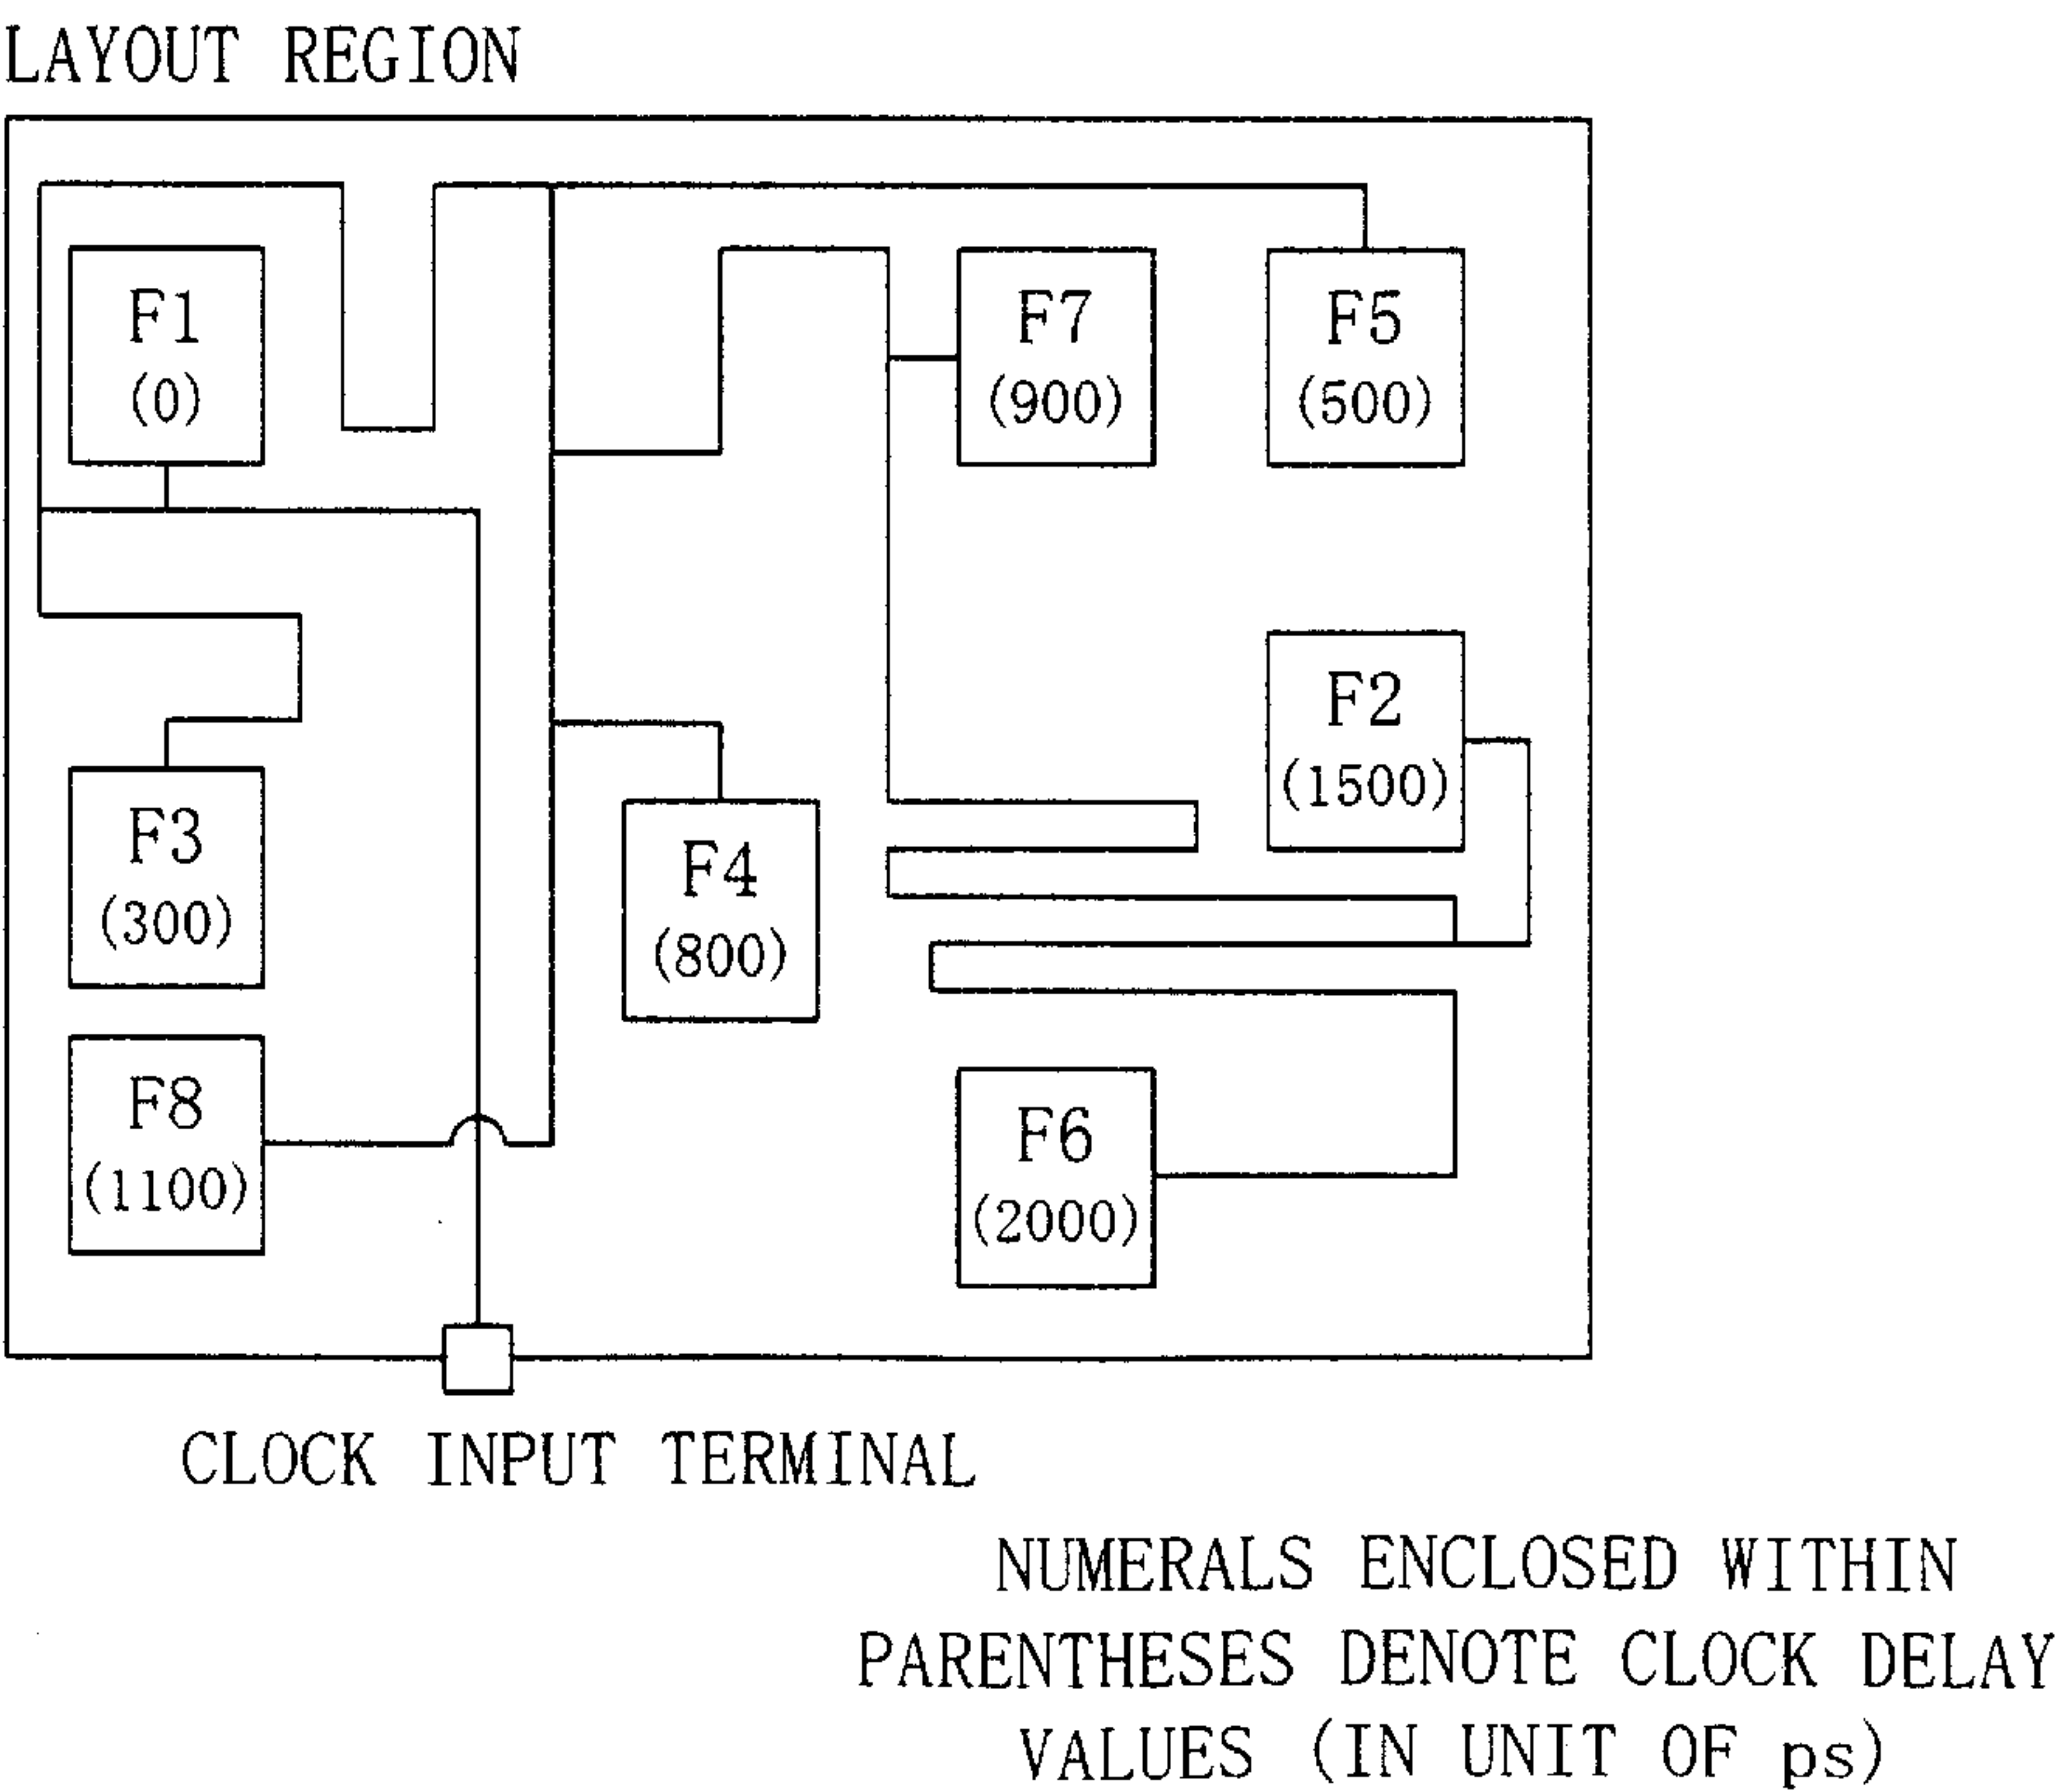 LAYOUT REGION
F1
(0)
F7
(900)
F5
(500)
F2
(1500)
F3
(300)
F4
(800)
F8
(1100)
F6
(2000)
CLOCK INPUT TERMINAL
NUMERALS ENCLOSED WITHIN
PARENTHESES DENOTE CLOCK DELAY
VALUES (IN UNIT OF ps)